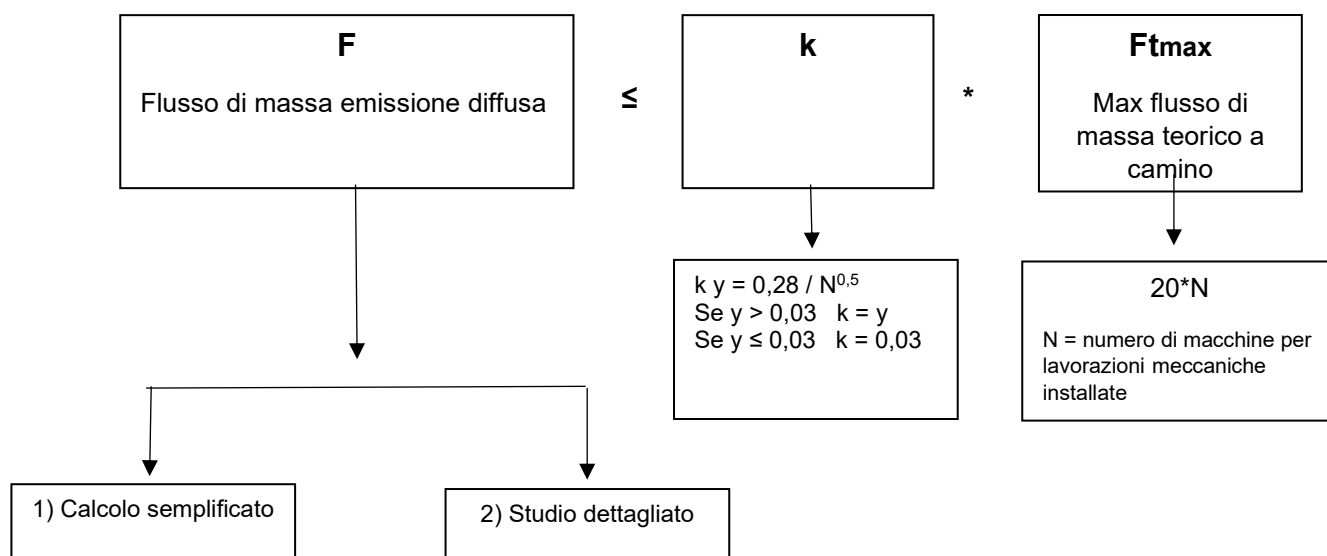 F
Flusso di massa emissione diffusa
≤
k
*
Ftmax
Max flusso di
massa teorico a
camino
k y = 0,28 / N^0,5
Se y > 0,03 k = y
Se y ≤ 0,03 k = 0,03
20*N
N = numero di macchine per
lavorazioni meccaniche
installate
1) Calcolo semplificato
2) Studio dettagliato